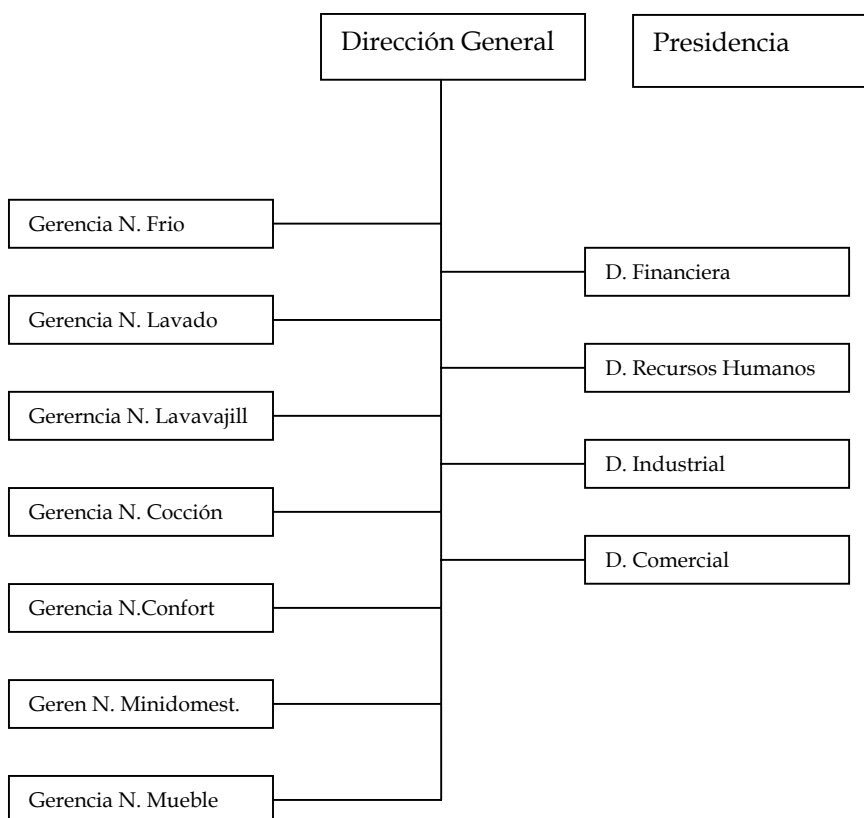 Dirección General
Presidencia
Gerencia N. Frio
D. Financiera
Gerencia N. Lavado
D. Recursos Humanos
Gererncia N. Lavavajill
D. Industrial
Gerencia N. Cocción
D. Comercial
Gerencia N.Confort
Geren N. Minidomest.
Gerencia N. Mueble